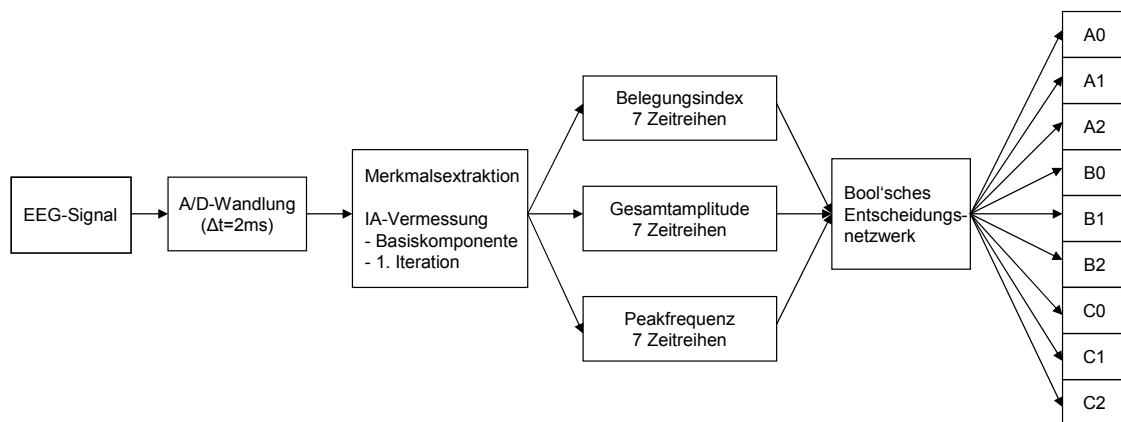 EEG-Signal
A/D-Wandlung
(Δt=2ms)
Merkmalsextraktion
IA-Vermessung
- Basiskomponente
- 1. Iteration
Belegungsindex
7 Zeitreihen
Gesamtamplitude
7 Zeitreihen
Peakfrequenz
7 Zeitreihen
Bool‘sches
Entscheidungs-
netzwerk
A0
A1
A2
B0
B1
B2
C0
C1
C2